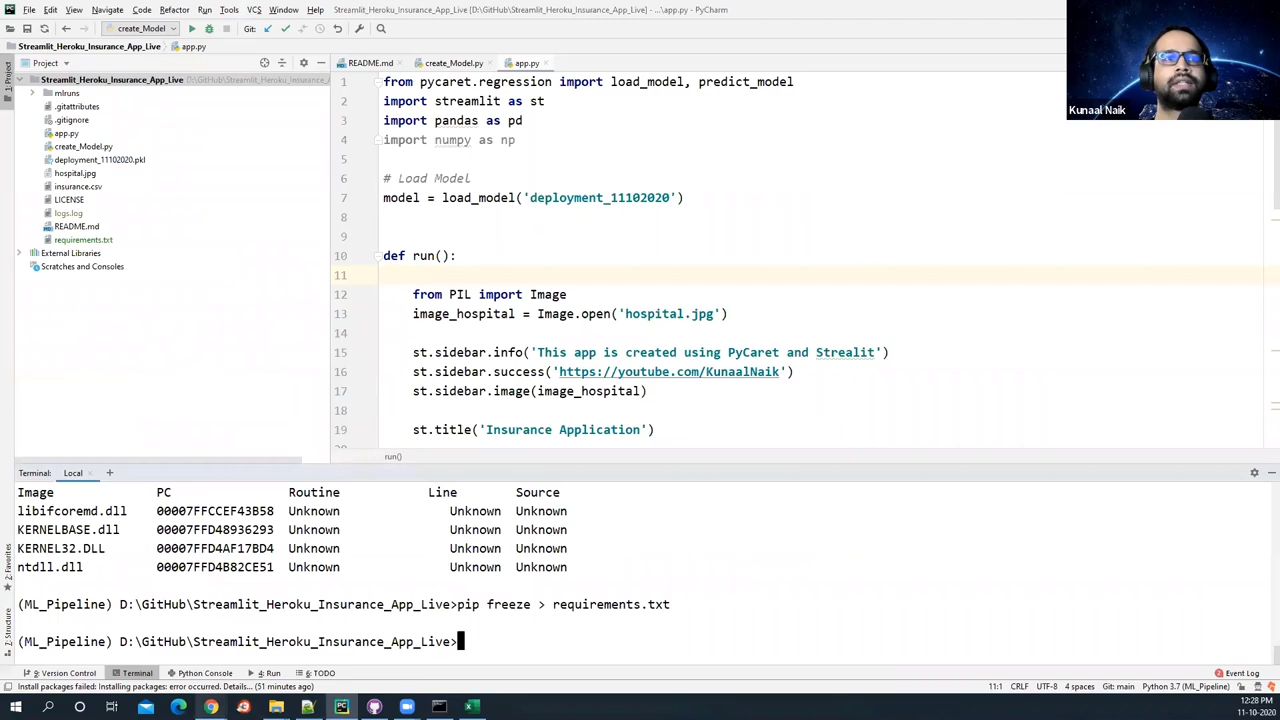 File Edit View Navigate Code Refactor Run Tools VCS Window Help Streamlit_Heroku_Insurance_App_Live [D:\GitHub\Streamlit_Heroku_Insurance_App_Live] - ...\app.py - PyCharm
create_Model Git:
Streamlit_Heroku_Insurance_App_Live app.py
Project README.md create_Model.py app.py
1: Project
Streamlit_Heroku_Insurance_App_Live D:\GitHub\Streamlit_Heroku_Insurance_
mlruns
.gitattributes
.gitignore
app.py
create_Model.py
deployment_11102020.pkl
hospital.jpg
insurance.csv
LICENSE
logs.log
README.md
requirements.txt
External Libraries
Scratches and Consoles
1 from pycaret.regression import load_model, predict_model
2 import streamlit as st
3 import pandas as pd
4 import numpy as np
5
6 # Load Model
7 model = load_model('deployment_11102020')
8
9
10 def run():
11
12 from PIL import Image
13 image_hospital = Image.open('hospital.jpg')
14
15 st.sidebar.info('This app is created using PyCaret and Strealit')
16 st.sidebar.success('https://youtube.com/KunaalNaik')
17 st.sidebar.image(image_hospital)
18
19 st.title('Insurance Application')
run()
Kunaal Naik
Terminal: Local +
Image PC Routine Line Source
libifcoremd.dll 00007FFCCEF43B58 Unknown Unknown Unknown
KERNELBASE.dll 00007FFD48936293 Unknown Unknown Unknown
KERNEL32.DLL 00007FFD4AF17BD4 Unknown Unknown Unknown
ntdll.dll 00007FFD4B82CE51 Unknown Unknown Unknown
(ML_Pipeline) D:\GitHub\Streamlit_Heroku_Insurance_App_Live>pip freeze > requirements.txt
(ML_Pipeline) D:\GitHub\Streamlit_Heroku_Insurance_App_Live>
2: Favorites
7: Structure
9: Version Control Terminal Python Console 4: Run 6: TODO 2 Event Log
Install packages failed: Installing packages: error occurred. Details... (51 minutes ago) 11:1 CRLF UTF-8 4 spaces Git: main Python 3.7 (ML_Pipeline)
12:28 PM
11-10-2020